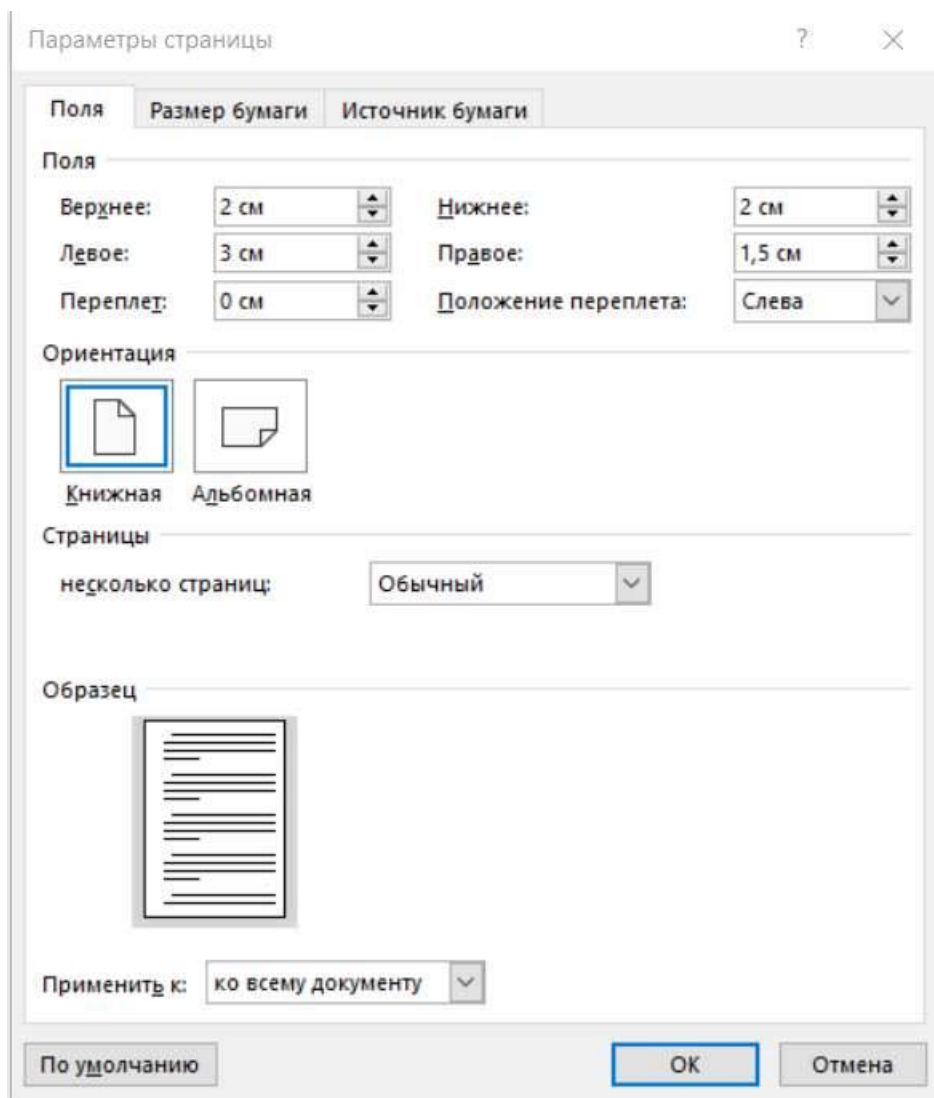 Параметры страницы ?
Поля Размер бумаги Источник бумаги
Поля
Верхнее: 2 см Нижнее: 2 см
Левое: 3 см Правое: 1,5 см
Переплет: 0 см Положение переплета: Слева
Ориентация
Книжная Альбомная
Страницы
несколько страниц: Обычный
Образец
Применить к: ко всему документу
По умолчанию ОК Отмена